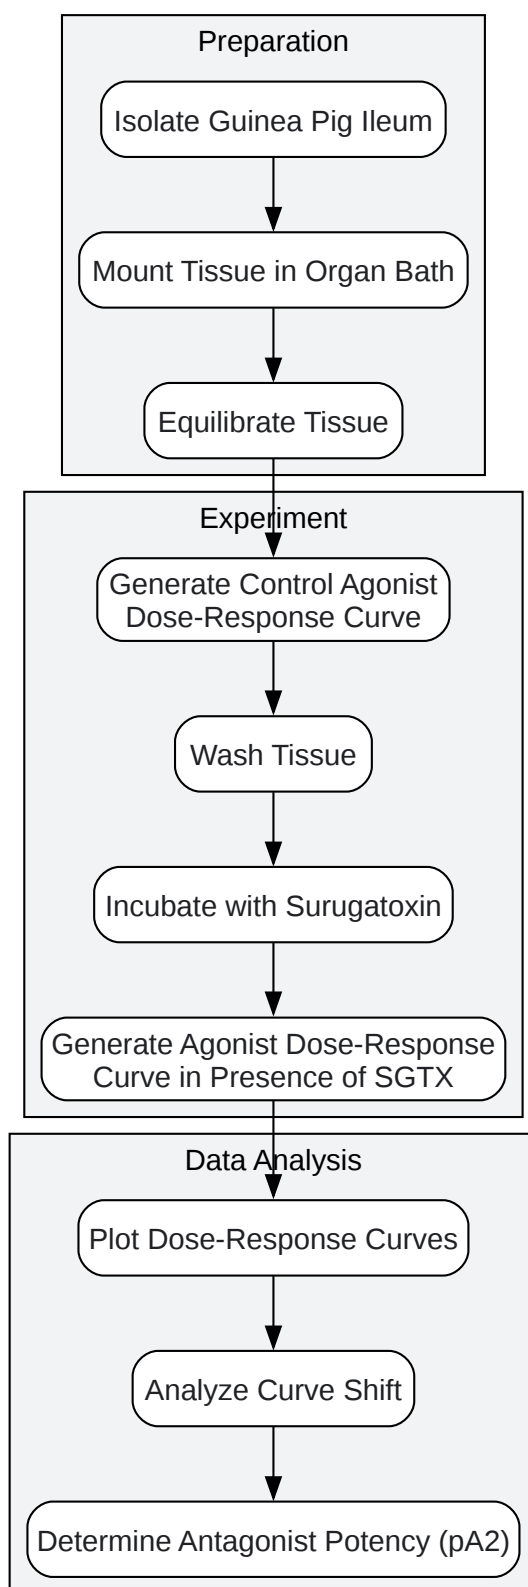 Preparation
Isolate Guinea Pig Ileum
Mount Tissue in Organ Bath
Equilibrate Tissue
Experiment
Generate Control Agonist
Dose-Response Curve
Wash Tissue
Incubate with Surugatoxin
Generate Agonist Dose-Response
Curve in Presence of SGTX
Data Analysis
Plot Dose-Response Curves
Analyze Curve Shift
Determine Antagonist Potency (pA2)